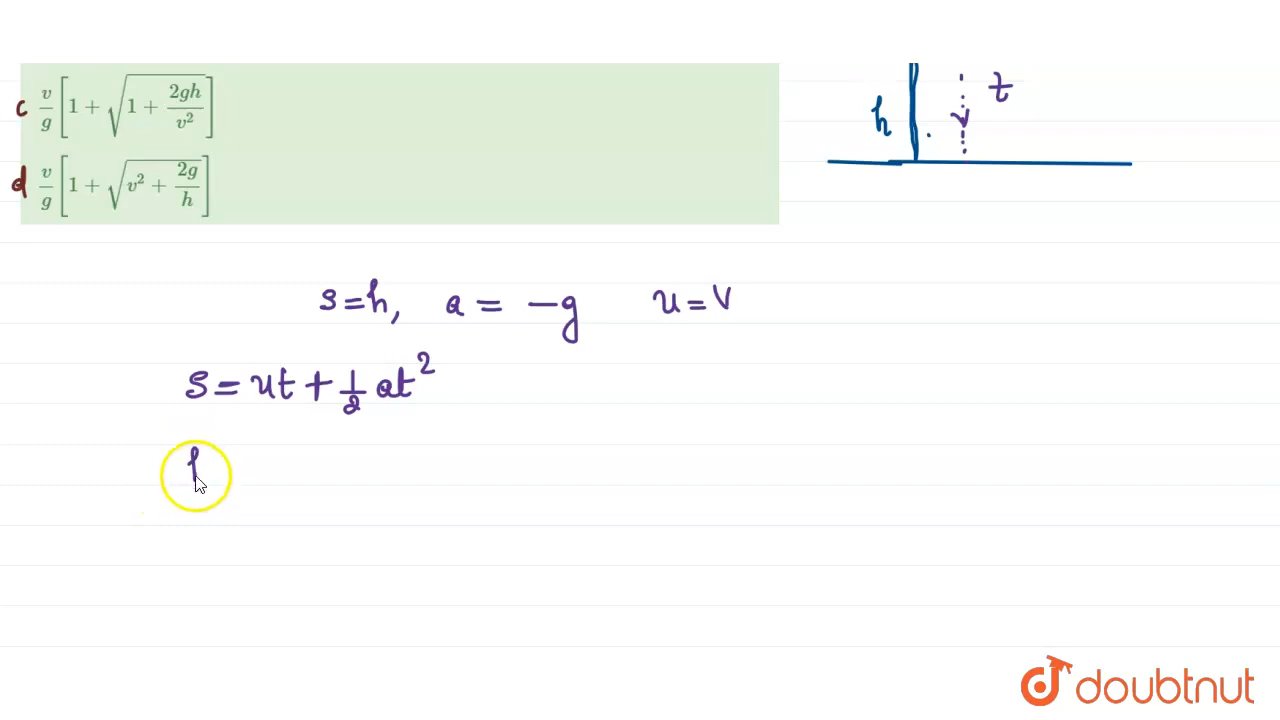 c v/g [1 + √(1 + 2gh/v²)]
d v/g [1 + √(v² + 2g/h)]
h t
s = h, a = -g u = v
s = ut + 1/2 at²
doubtnut